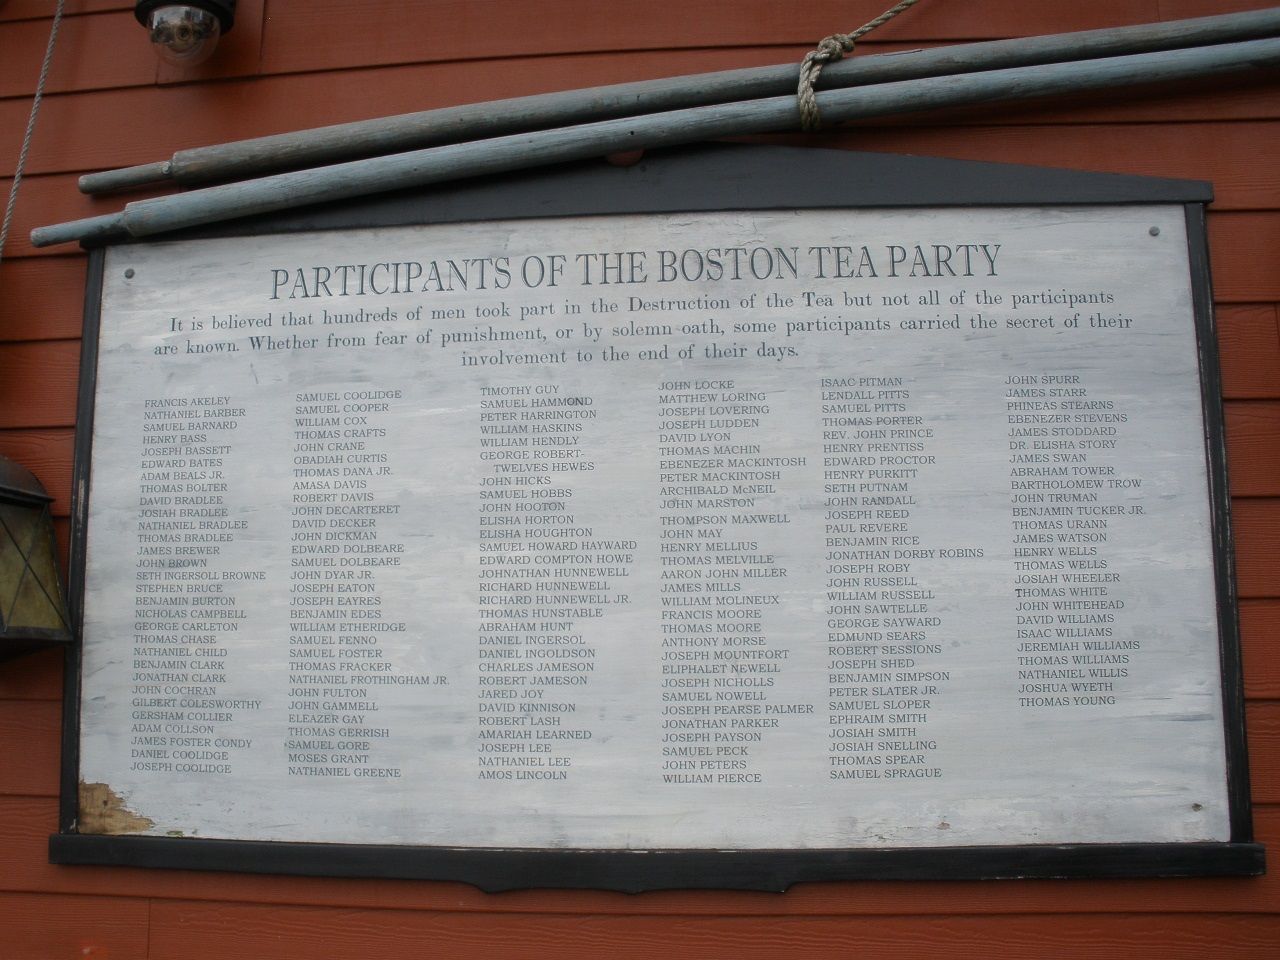 PARTICIPANTS OF THE BOSTON TEA PARTY
It is believed that hundreds of men took part in the Destruction of the Tea but not all of the participants
are known. Whether from fear of punishment, or by solemn oath, some participants carried the secret of their
involvement to the end of their days.
FRANCIS AKELEY
NATHANIEL BARBER
SAMUEL BARNARD
HENRY BASS
JOSEPH BASSETT
EDWARD BATES
ADAM BEALS JR.
THOMAS BOLTER
DAVID BRADLEE
JOSIAH BRADLEE
NATHANIEL BRADLEE
THOMAS BRADLEE
JAMES BREWER
JOHN BROWN
SETH INGERSOLL BROWNE
STEPHEN BRUCE
BENJAMIN BURTON
NICHOLAS CAMPBELL
GEORGE CARLETON
THOMAS CHASE
NATHANIEL CHILD
BENJAMIN CLARK
JONATHAN CLARK
JOHN COCHRAN
GILBERT COLESWORTHY
GERSHAM COLLIER
ADAM COLLSON
JAMES FOSTER CONDY
DANIEL COOLIDGE
JOSEPH COOLIDGE
SAMUEL COOLIDGE
SAMUEL COOPER
WILLIAM COX
THOMAS CRAFTS
JOHN CRANE
OBADIAH CURTIS
THOMAS DANA JR.
AMASA DAVIS
ROBERT DAVIS
JOHN DECARTERET
DAVID DECKER
JOHN DICKMAN
EDWARD DOLBEARE
SAMUEL DOLBEARE
JOHN DYAR JR.
JOSEPH EATON
JOSEPH EAYRES
BENJAMIN EDES
WILLIAM ETHERIDGE
SAMUEL FENNO
SAMUEL FOSTER
THOMAS FRACKER
NATHANIEL FROTHINGHAM JR.
JOHN FULTON
JOHN GAMMELL
ELEAZER GAY
THOMAS GERRISH
SAMUEL GORE
MOSES GRANT
NATHANIEL GREENE
TIMOTHY GUY
SAMUEL HAMMOND
PETER HARRINGTON
WILLIAM HASKINS
WILLIAM HENDLY
GEORGE ROBERT-
TWELVES HEWES
JOHN HICKS
SAMUEL HOBBS
JOHN HOOTON
ELISHA HORTON
ELISHA HOUGHTON
SAMUEL HOWARD HAYWARD
EDWARD COMPTON HOWE
JOHNATHAN HUNNEWELL
RICHARD HUNNEWELL
RICHARD HUNNEWELL JR.
THOMAS HUNSTABLE
ABRAHAM HUNT
DANIEL INGERSOL
DANIEL INGOLDSON
CHARLES JAMESON
ROBERT JAMESON
JARED JOY
DAVID KINNISON
ROBERT LASH
AMARIAH LEARNED
JOSEPH LEE
NATHANIEL LEE
AMOS LINCOLN
JOHN LOCKE
MATTHEW LORING
JOSEPH LOVERING
JOSEPH LUDDEN
DAVID LYON
THOMAS MACHIN
EBENEZER MACKINTOSH
PETER MACKINTOSH
ARCHIBALD McNEIL
JOHN MARSTON
THOMPSON MAXWELL
JOHN MAY
HENRY MELLIUS
THOMAS MELVILLE
AARON JOHN MILLER
JAMES MILLS
WILLIAM MOLINEUX
FRANCIS MOORE
THOMAS MOORE
ANTHONY MORSE
JOSEPH MOUNTFORT
ELIPHALET NEWELL
JOSEPH NICHOLLS
SAMUEL NOWELL
JOSEPH PEARSE PALMER
JONATHAN PARKER
JOSEPH PAYSON
SAMUEL PECK
JOHN PETERS
WILLIAM PIERCE
ISAAC PITMAN
LENDALL PITTS
SAMUEL PITTS
THOMAS PORTER
REV. JOHN PRINCE
HENRY PRENTISS
EDWARD PROCTOR
HENRY PURKITT
SETH PUTNAM
JOHN RANDALL
JOSEPH REED
PAUL REVERE
BENJAMIN RICE
JONATHAN DORBY ROBINS
JOSEPH ROBY
JOHN RUSSELL
WILLIAM RUSSELL
JOHN SAWTELLE
GEORGE SAYWARD
EDMUND SEARS
ROBERT SESSIONS
JOSEPH SHED
BENJAMIN SIMPSON
PETER SLATER JR.
SAMUEL SLOPER
EPHRAIM SMITH
JOSIAH SMITH
JOSIAH SNELLING
THOMAS SPEAR
SAMUEL SPRAGUE
JOHN SPURR
JAMES STARR
PHINEAS STEARNS
EBENEZER STEVENS
JAMES STODDARD
DR. ELISHA STORY
JAMES SWAN
ABRAHAM TOWER
BARTHOLOMEW TROW
JOHN TRUMAN
BENJAMIN TUCKER JR.
THOMAS URANN
JAMES WATSON
HENRY WELLS
THOMAS WELLS
JOSIAH WHEELER
THOMAS WHITE
JOHN WHITEHEAD
DAVID WILLIAMS
ISAAC WILLIAMS
JEREMIAH WILLIAMS
THOMAS WILLIAMS
NATHANIEL WILLIS
JOSHUA WYETH
THOMAS YOUNG